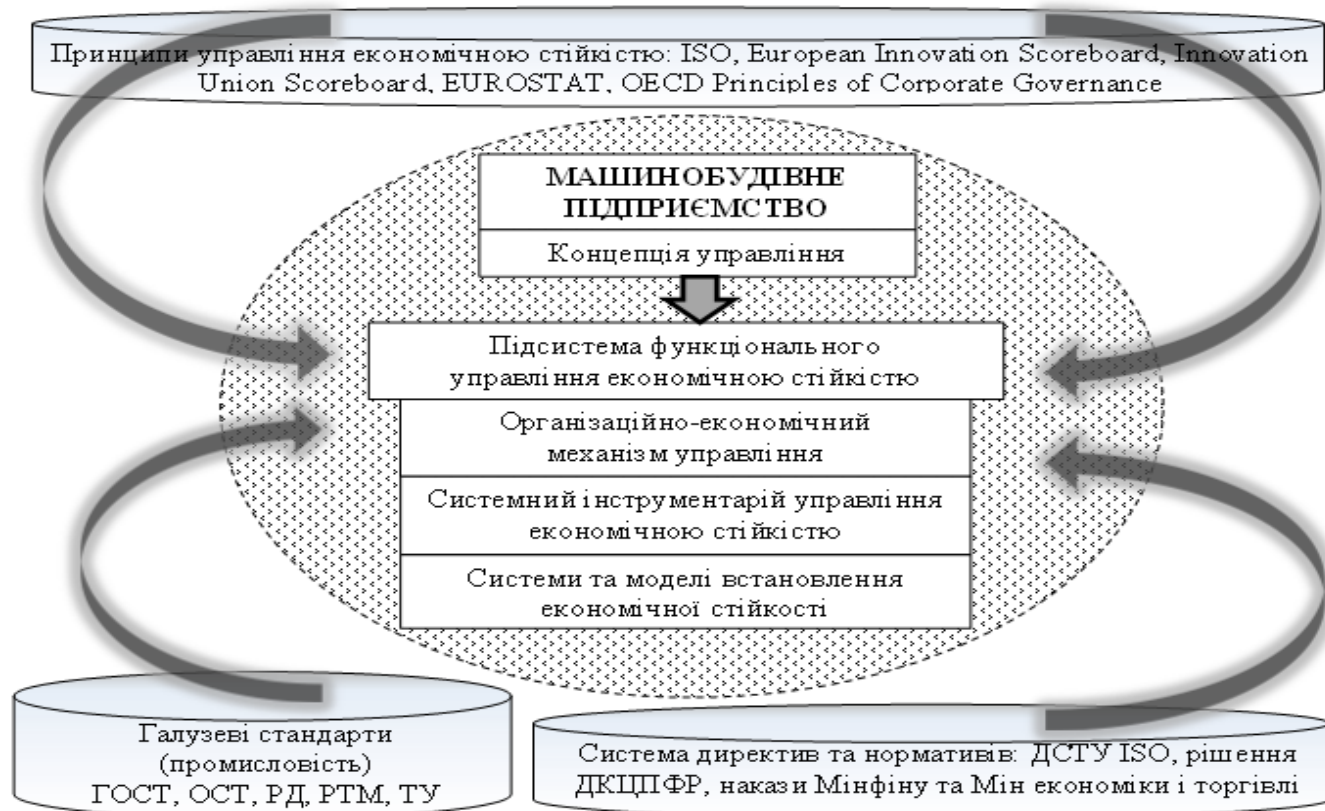 Принципи управління економічною стійкістю: ISO, European Innovation Scoreboard, Innovation
Union Scoreboard, EUROSTAT, OECD Principles of Corporate Governance
МАШИНОБУДІВНЕ
ПІДПРИЄМСТВО
Концепція управління
Підсистема функціонального
управління економічною стійкістю
Організаційно-економічний
механізм управління
Системний інструментарій управління
економічною стійкістю
Системи та моделі встановлення
економічної стійкості
Галузеві стандарти
(промисловість)
ГОСТ, ОСТ, РД, РТМ, ТУ
Система директив та нормативів: ДСТУ ISO, рішення
ДКЦПФР, накази Мінфіну та Мін економіки і торгівлі